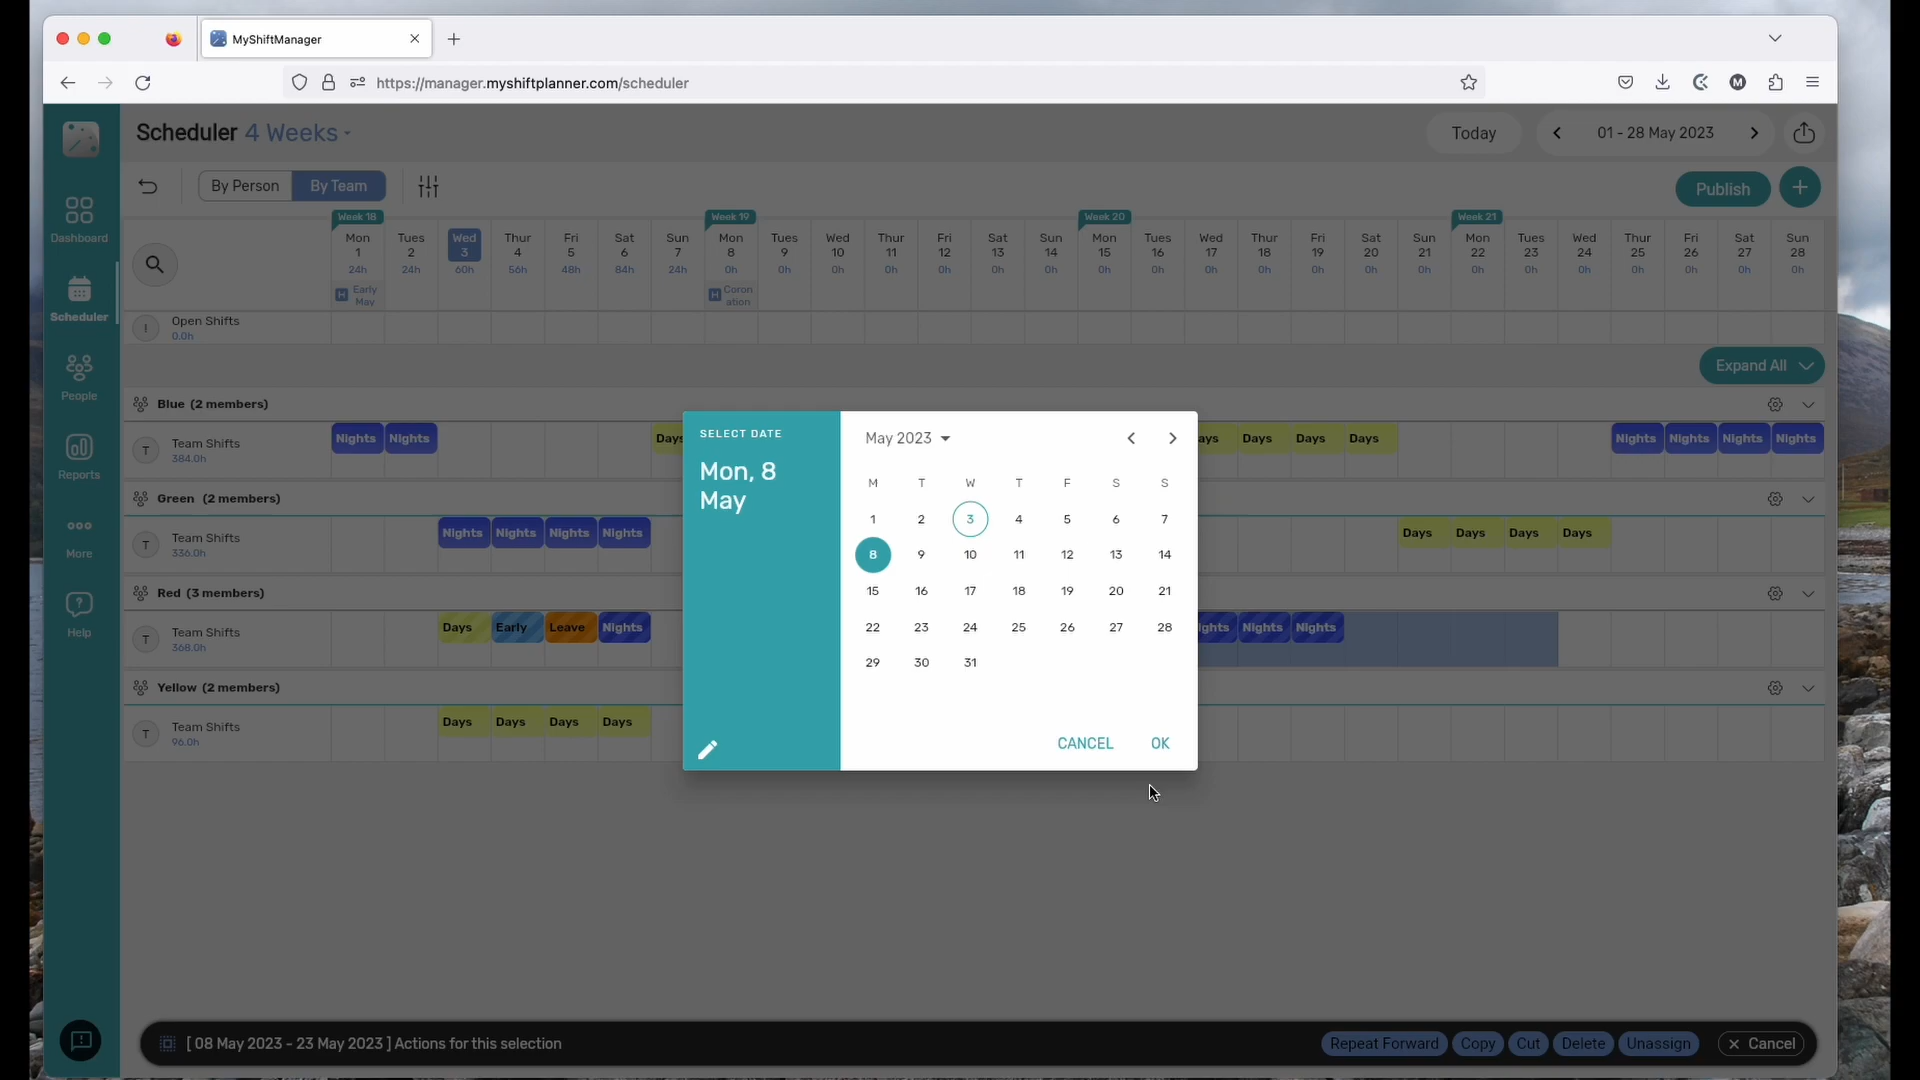 MyShiftManager
https://manager.myshiftplanner.com/scheduler
Scheduler 4 Weeks
Today
01 - 28 May 2023
By Person
By Team
Publish
Week 18
Week 19
Week 20
Week 21
Mon Tues Wed Thur Fri Sat Sun Mon Tues Wed Thur Fri Sat Sun Mon Tues Wed Thur Fri Sat Sun Mon Tues Wed Thur Fri Sat Sun
1 2 3 4 5 6 7 8 9 10 11 12 13 14 15 16 17 18 19 20 21 22 23 24 25 26 27 28
24h 24h 60h 56h 48h 84h 24h 0h 0h 0h 0h 0h 0h 0h 0h 0h 0h 0h 0h 0h 0h 0h 0h 0h 0h 0h 0h 0h
H Early May
H Coronation
Dashboard
Scheduler
People
Reports
More
Help
! Open Shifts
0.0h
Expand All
Blue (2 members)
T Team Shifts
384.0h
Nights Nights Days ays Days Days Days Nights Nights Nights Nights
Green (2 members)
T Team Shifts
336.0h
Nights Nights Nights Nights Days Days Days Days
Red (3 members)
T Team Shifts
368.0h
Days Early Leave Nights ights Nights Nights
Yellow (2 members)
T Team Shifts
96.0h
Days Days Days Days
SELECT DATE
Mon, 8
May
May 2023
M T W T F S S
1 2 3 4 5 6 7
8 9 10 11 12 13 14
15 16 17 18 19 20 21
22 23 24 25 26 27 28
29 30 31
CANCEL OK
[ 08 May 2023 - 23 May 2023 ] Actions for this selection
Repeat Forward Copy Cut Delete Unassign Cancel